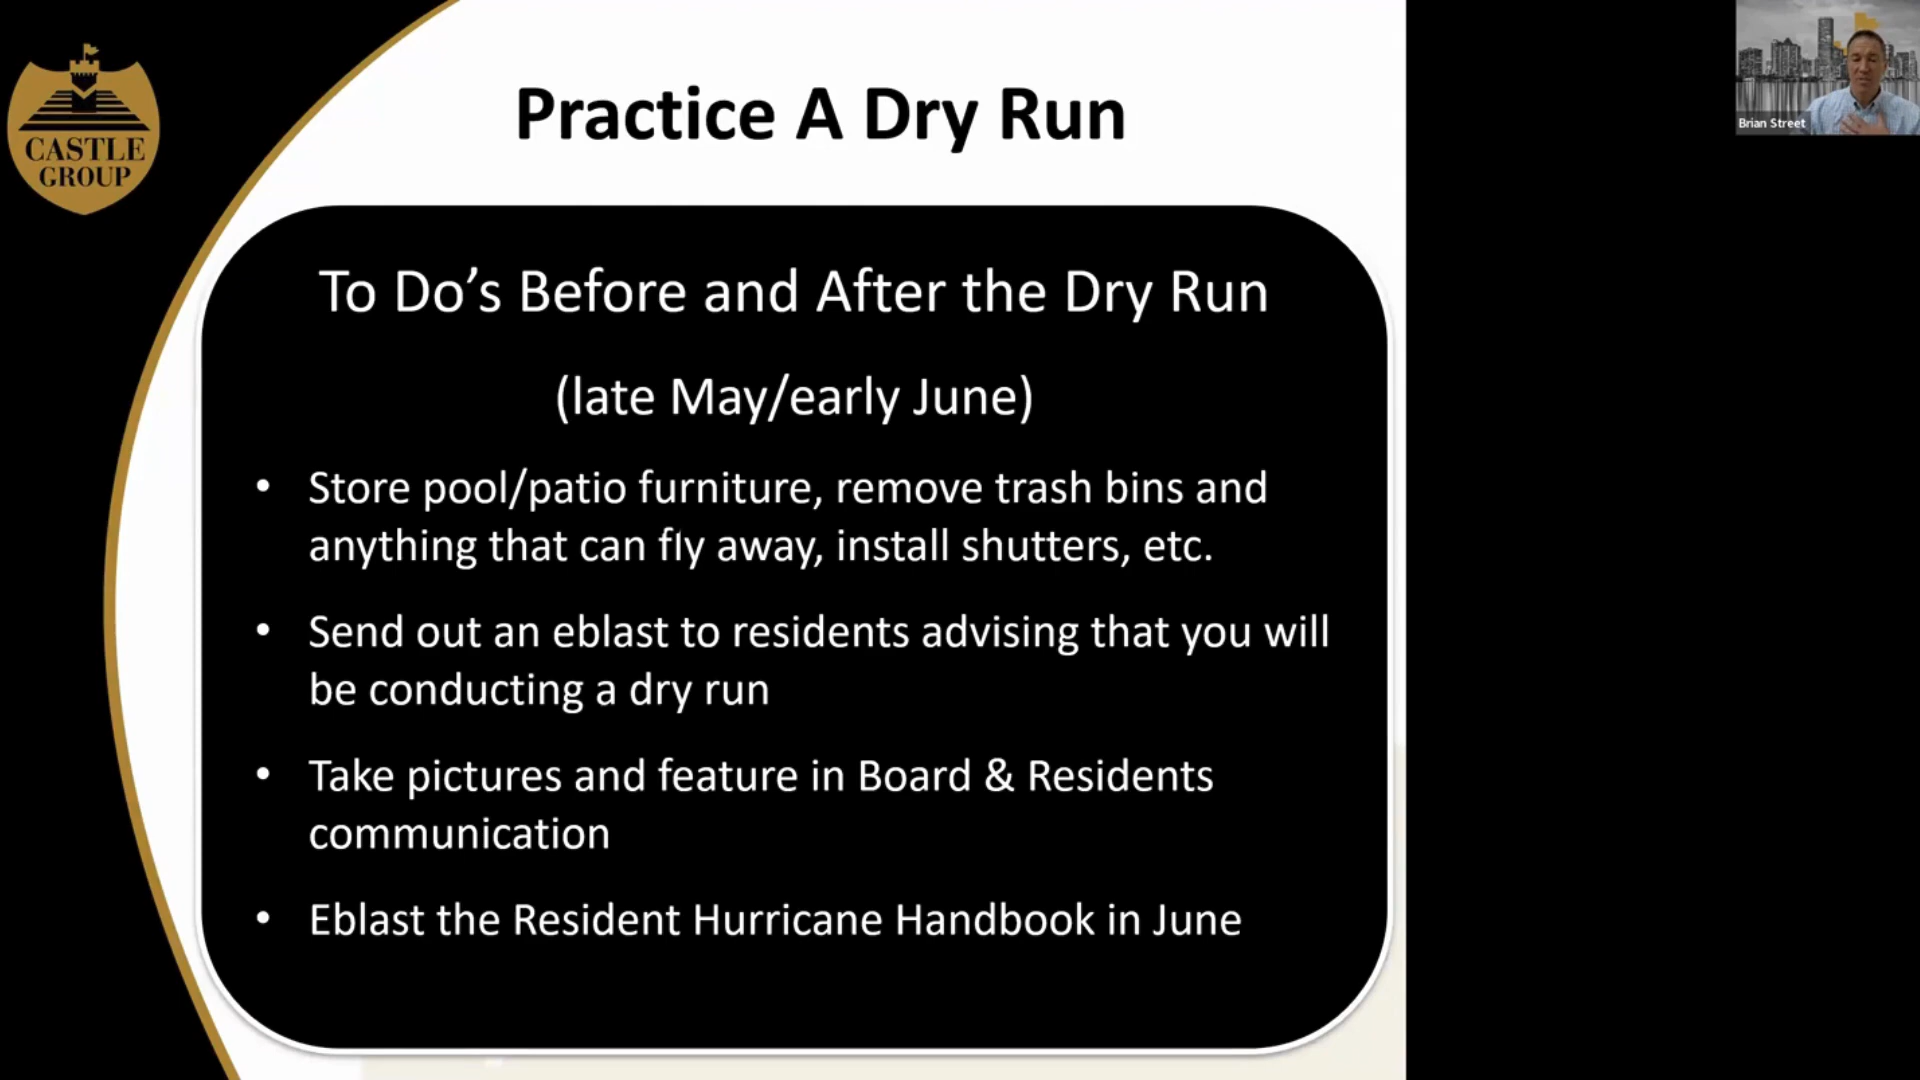 CASTLE
GROUP
Practice A Dry Run
Brian Street
To Do’s Before and After the Dry Run
(late May/early June)
• Store pool/patio furniture, remove trash bins and
anything that can fly away, install shutters, etc.
• Send out an eblast to residents advising that you will
be conducting a dry run
• Take pictures and feature in Board & Residents
communication
• Eblast the Resident Hurricane Handbook in June